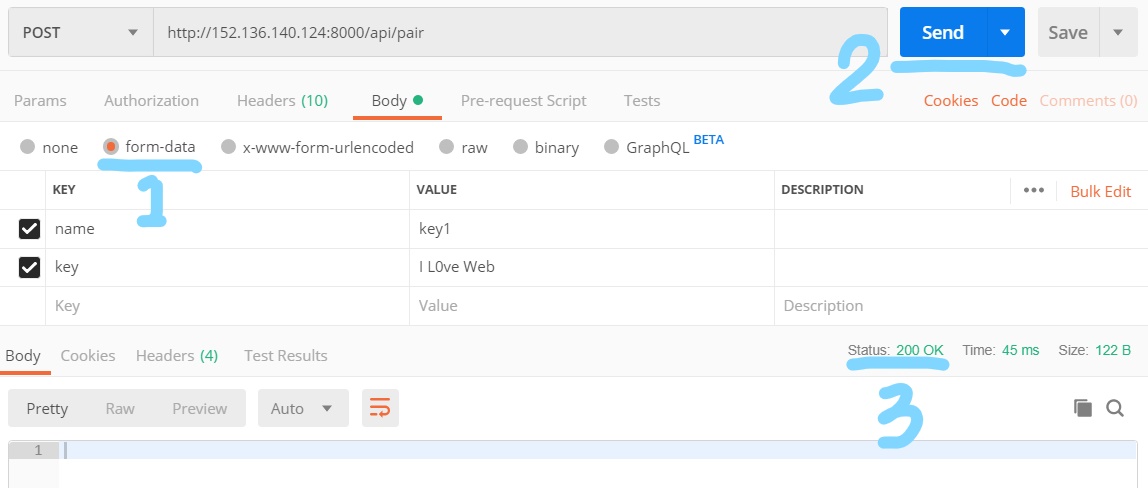 POST http://152.136.140.124:8000/api/pair Send Save
2
Params Authorization Headers (10) Body Pre-request Script Tests Cookies Code Comments (0)
none form-data x-www-form-urlencoded raw binary GraphQL BETA
1
KEY VALUE DESCRIPTION ••• Bulk Edit
name key1
key I L0ve Web
Key Value Description
Body Cookies Headers (4) Test Results Status: 200 OK Time: 45 ms Size: 122 B
3
Pretty Raw Preview Auto
1